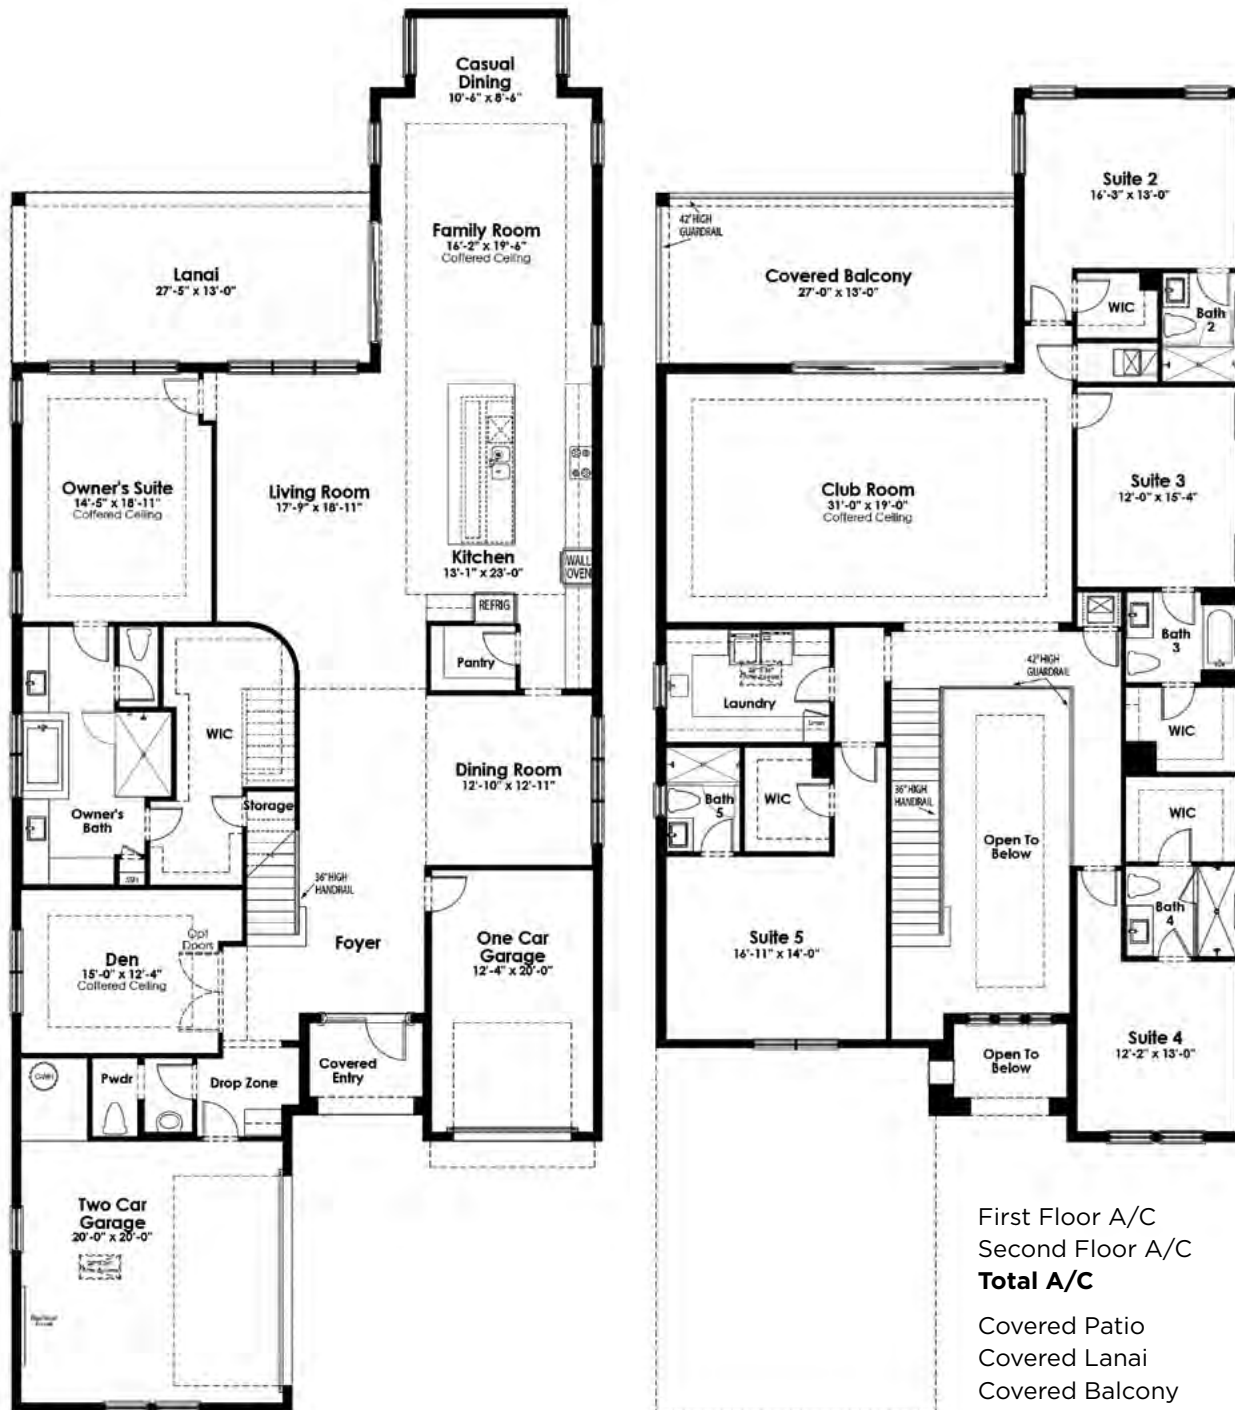 Casual
Dining
10'-6" x 8'-6"
Family Room
16'-2" x 19'-6"
Coffered Ceiling
Lanai
27'-5" x 13'-0"
Owner's Suite
14'-5" x 18'-11"
Coffered Ceiling
Living Room
17'-9" x 18'-11"
Kitchen
13'-1" x 23'-0"
WALL
OVEN
REFRIG
Pantry
WIC
Dining Room
12'-10" x 12'-11"
Storage
Owner's
Bath
36" HIGH
HANDRAIL
Opt
Doors
Den
15'-0" x 12'-4"
Coffered Ceiling
Foyer
One Car
Garage
12'-4" x 20'-0"
Covered
Entry
Pwdr
Drop Zone
Two Car
Garage
20'-0" x 20'-0"
Suite 2
16'-3" x 13'-0"
42" HIGH
GUARDRAIL
Covered Balcony
27'-0" x 13'-0"
WIC
Bath
2
Club Room
31'-0" x 19'-0"
Coffered Ceiling
Suite 3
12'-0" x 15'-4"
Bath
3
42" HIGH
GUARDRAIL
Laundry
WIC
36" HIGH
HANDRAIL
Bath
5
WIC
WIC
Open To
Below
Bath
4
Suite 5
16'-11" x 14'-0"
Open To
Below
Suite 4
12'-2" x 13'-0"
First Floor A/C
Second Floor A/C
Total A/C
Covered Patio
Covered Lanai
Covered Balcony